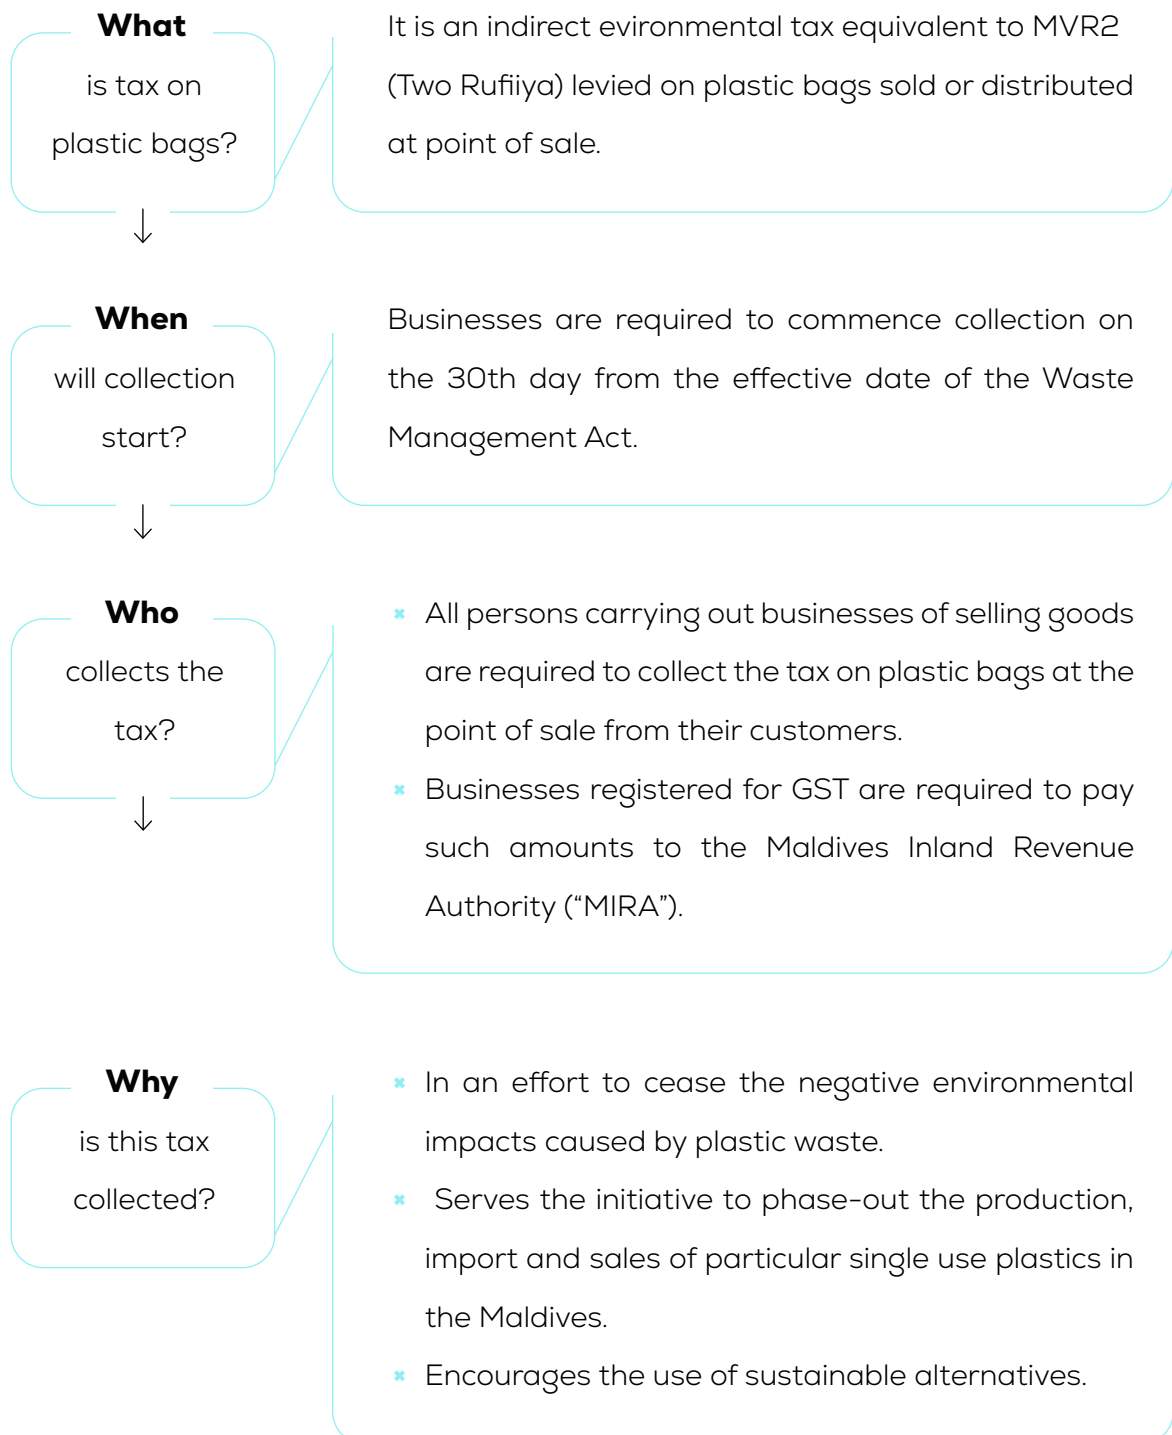 What
is tax on
plastic bags?
It is an indirect evironmental tax equivalent to MVR2
(Two Rufiiya) levied on plastic bags sold or distributed
at point of sale.
When
will collection
start?
Businesses are required to commence collection on
the 30th day from the effective date of the Waste
Management Act.
Who
collects the
tax?
All persons carrying out businesses of selling goods
are required to collect the tax on plastic bags at the
point of sale from their customers.
Businesses registered for GST are required to pay
such amounts to the Maldives Inland Revenue
Authority (“MIRA”).
Why
is this tax
collected?
In an effort to cease the negative environmental
impacts caused by plastic waste.
Serves the initiative to phase-out the production,
import and sales of particular single use plastics in
the Maldives.
Encourages the use of sustainable alternatives.